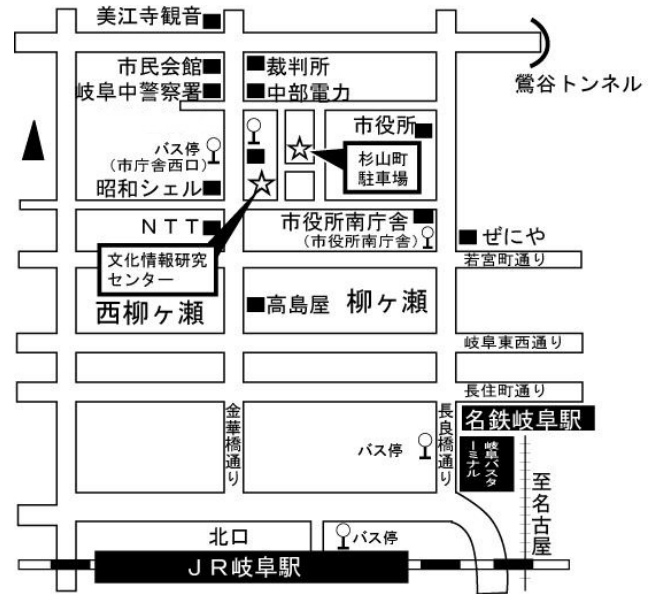 美江寺観音
市民会館
裁判所
岐阜中警察署
中部電力
鶯谷トンネル
市役所
バス停
(市庁舎西口)
杉山町
駐車場
昭和シェル
NTT
市役所南庁舎
(市役所南庁舎)
ぜにや
若宮町通り
文化情報研究
センター
西柳ヶ瀬
高島屋
柳ヶ瀬
岐阜東西通り
長住町通り
金華橋通り
長良橋通り
名鉄岐阜駅
バス停
岐阜バスタ
ーミナル
至名古屋
北口
バス停
JR岐阜駅